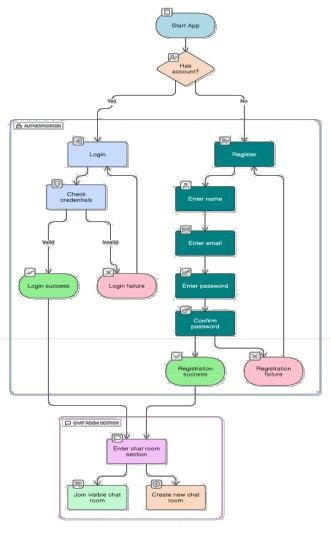 Start App
Has
account?
Yes
No
AUTHENTICATION
Login
Register
Check
credentials
Enter name
Valid
Invalid
Enter email
Login success
Login failure
Enter password
Confirm
password
Registration
success
Registration
failure
CHAT ROOM SECTION
Enter chat room
section
Join visible chat
room
Create new chat
room